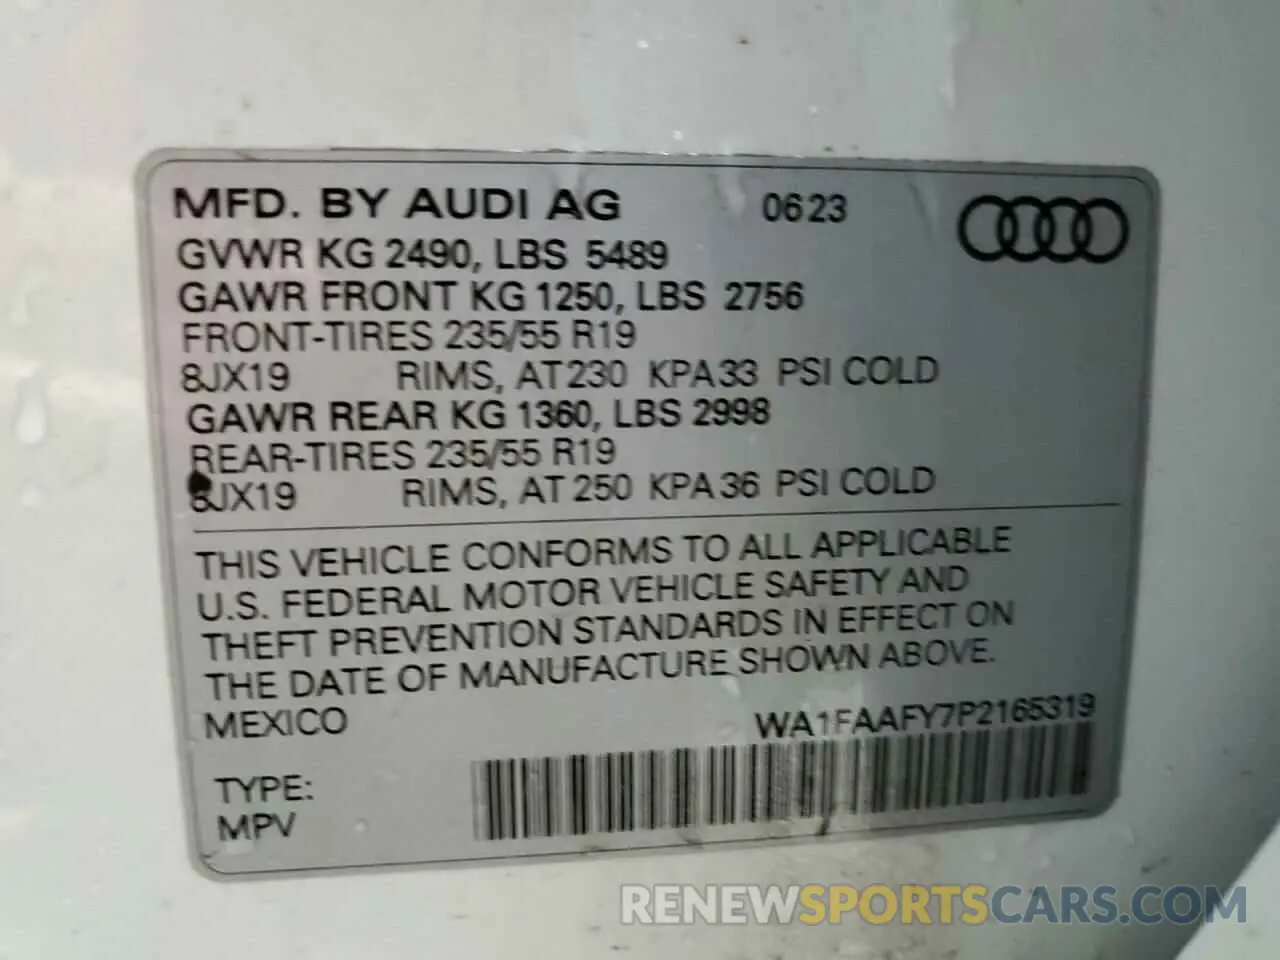 MFD. BY AUDI AG 0623
GVWR KG 2490, LBS 5489
GAWR FRONT KG 1250, LBS 2756
FRONT-TIRES 235/55 R19
8JX19 RIMS, AT 230 KPA 33 PSI COLD
GAWR REAR KG 1360, LBS 2998
REAR-TIRES 235/55 R19
8JX19 RIMS, AT 250 KPA 36 PSI COLD
THIS VEHICLE CONFORMS TO ALL APPLICABLE
U.S. FEDERAL MOTOR VEHICLE SAFETY AND
THEFT PREVENTION STANDARDS IN EFFECT ON
THE DATE OF MANUFACTURE SHOWN ABOVE.
MEXICO WA1FAAFY7P2165319
TYPE:
MPV
RENEWSPORTSCARS.COM